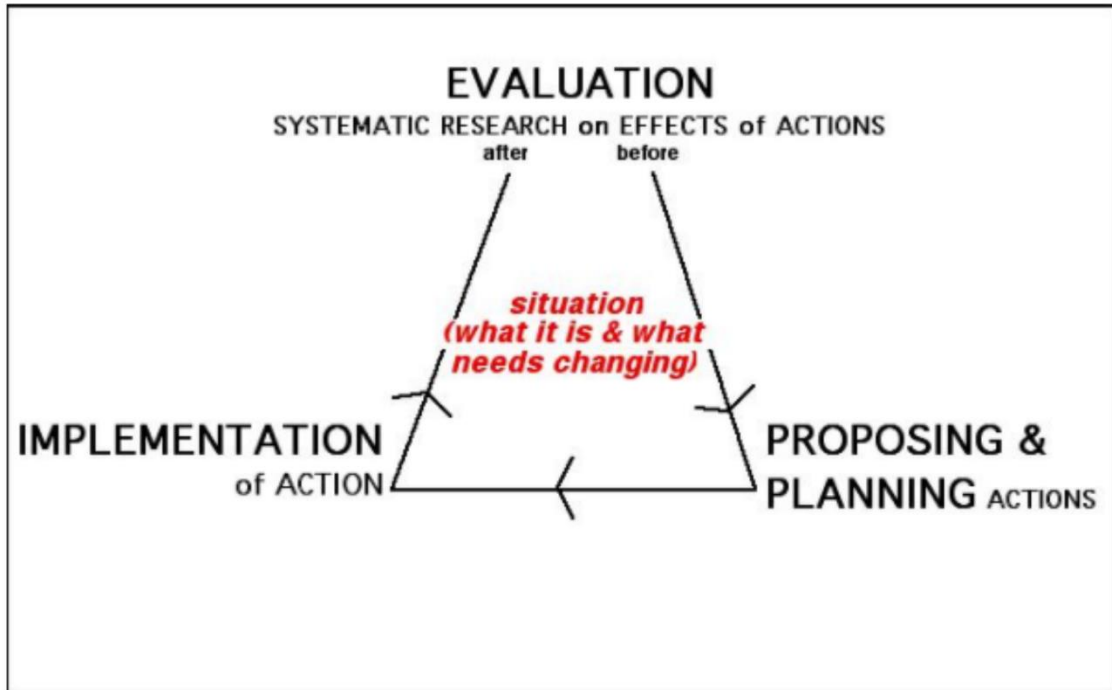 EVALUATION
SYSTEMATIC RESEARCH on EFFECTS of ACTIONS
after before
situation
(what it is & what
needs changing)
IMPLEMENTATION
of ACTION
PROPOSING &
PLANNING ACTIONS